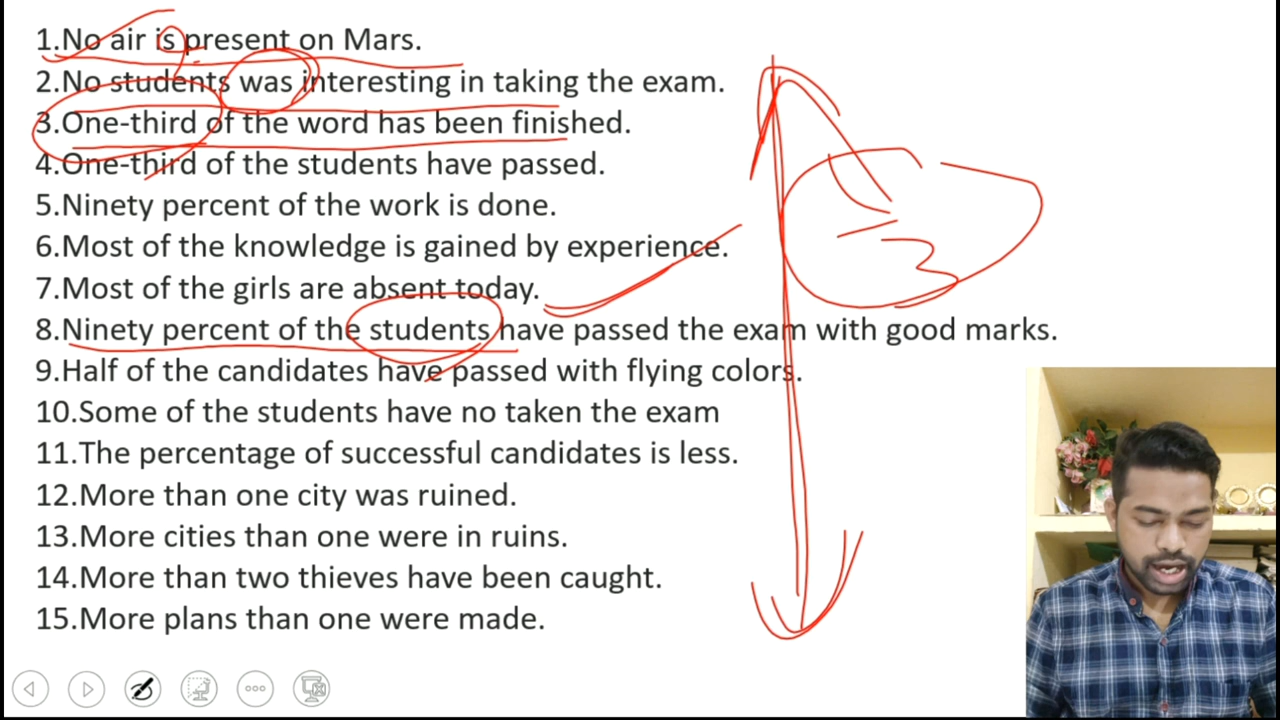 1.No air is present on Mars.
2.No students was interesting in taking the exam.
3.One-third of the word has been finished.
4.One-third of the students have passed.
5.Ninety percent of the work is done.
6.Most of the knowledge is gained by experience.
7.Most of the girls are absent today.
8.Ninety percent of the students have passed the exam with good marks.
9.Half of the candidates have passed with flying colors.
10.Some of the students have no taken the exam
11.The percentage of successful candidates is less.
12.More than one city was ruined.
13.More cities than one were in ruins.
14.More than two thieves have been caught.
15.More plans than one were made.